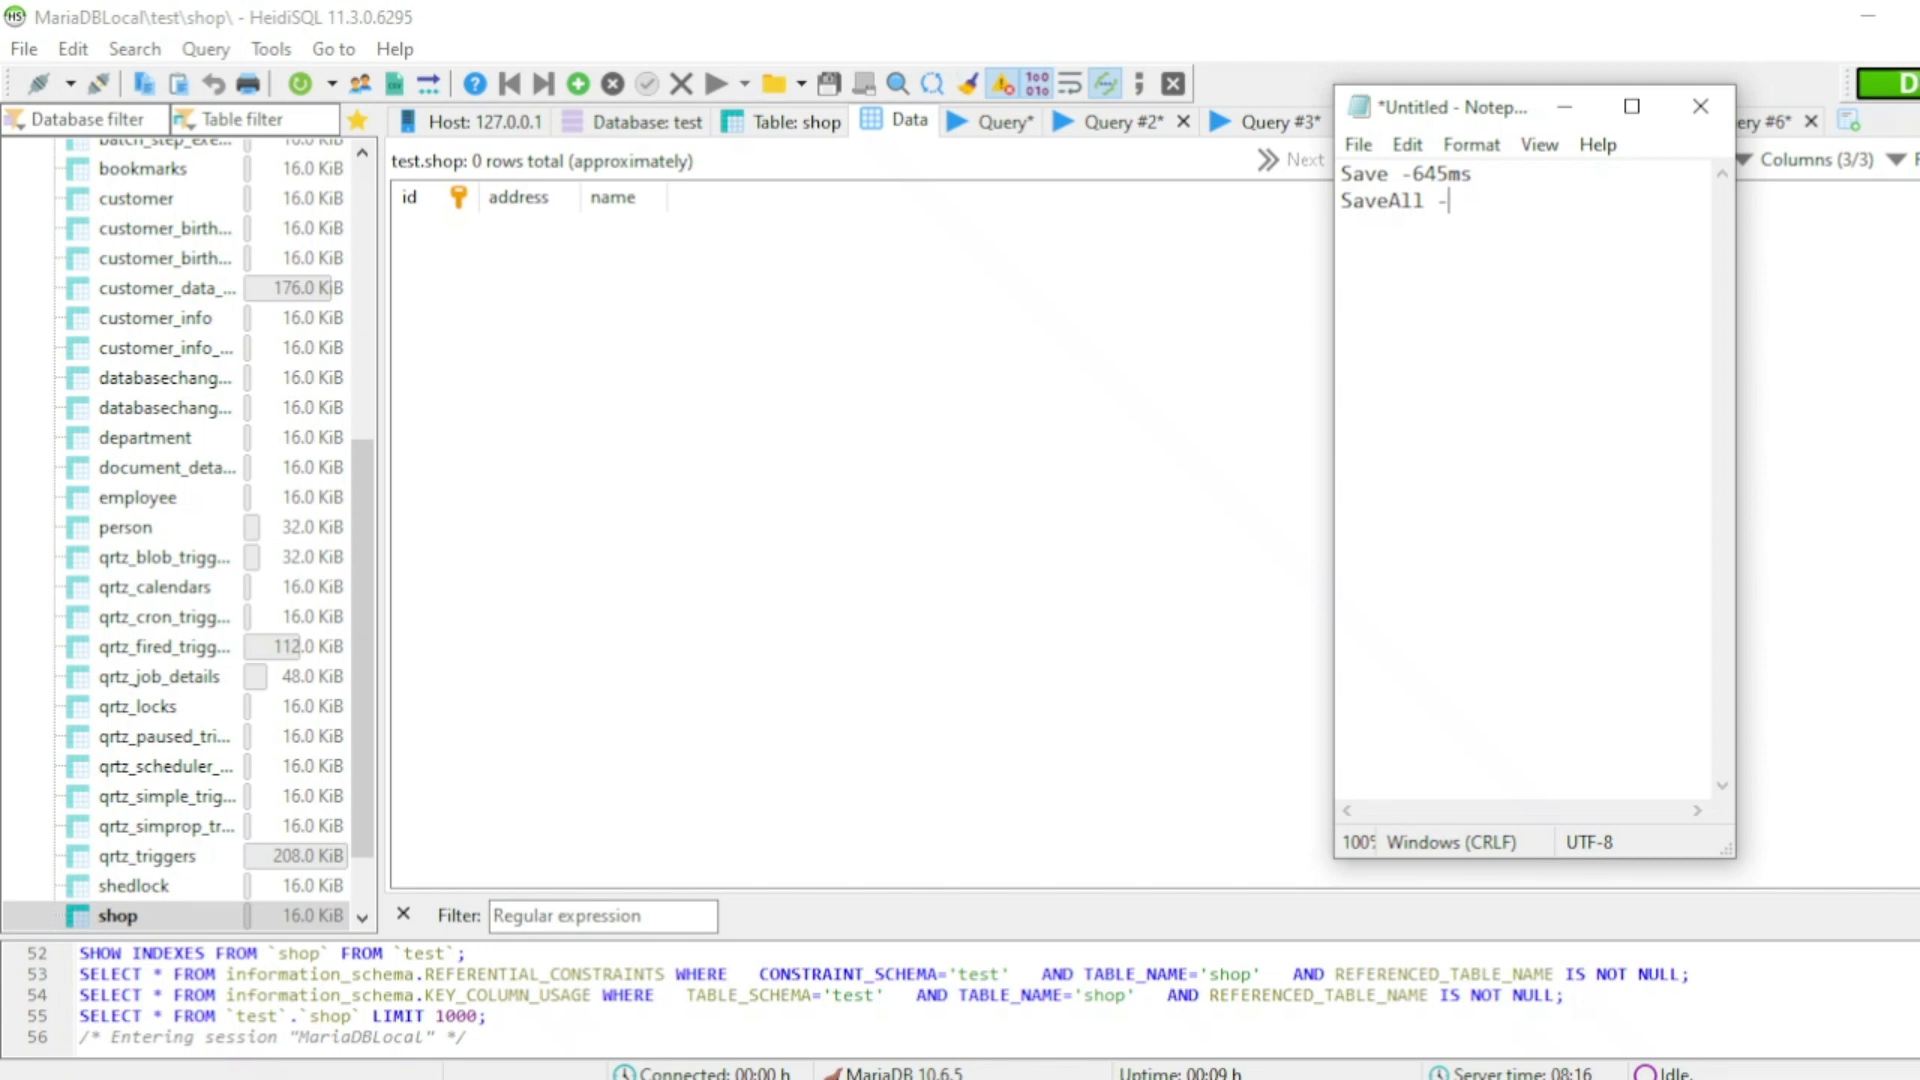 MariaDBLocal\test\shop\ - HeidiSQL 11.3.0.6295
File Edit Search Query Tools Go to Help
Database filter
Table filter
Host: 127.0.0.1
Database: test
Table: shop
Data
Query*
Query #2*
Query #3*
ery #6*
test.shop: 0 rows total (approximately)
Next
Columns (3/3)
id address name
bookmarks 16.0 KiB
customer 16.0 KiB
customer_birth... 16.0 KiB
customer_birth... 16.0 KiB
customer_data_... 176.0 KiB
customer_info 16.0 KiB
customer_info_... 16.0 KiB
databasechang... 16.0 KiB
databasechang... 16.0 KiB
department 16.0 KiB
document_deta... 16.0 KiB
employee 16.0 KiB
person 32.0 KiB
qrtz_blob_trigg... 32.0 KiB
qrtz_calendars 16.0 KiB
qrtz_cron_trigg... 16.0 KiB
qrtz_fired_trigg... 112.0 KiB
qrtz_job_details 48.0 KiB
qrtz_locks 16.0 KiB
qrtz_paused_tri... 16.0 KiB
qrtz_scheduler_... 16.0 KiB
qrtz_simple_trig... 16.0 KiB
qrtz_simprop_tr... 16.0 KiB
qrtz_triggers 208.0 KiB
shedlock 16.0 KiB
shop 16.0 KiB
*Untitled - Notep...
File Edit Format View Help
Save -645ms
SaveAll -
100% Windows (CRLF) UTF-8
Filter: Regular expression
52 SHOW INDEXES FROM `shop` FROM `test`;
53 SELECT * FROM information_schema.REFERENTIAL_CONSTRAINTS WHERE CONSTRAINT_SCHEMA='test' AND TABLE_NAME='shop' AND REFERENCED_TABLE_NAME IS NOT NULL;
54 SELECT * FROM information_schema.KEY_COLUMN_USAGE WHERE TABLE_SCHEMA='test' AND TABLE_NAME='shop' AND REFERENCED_TABLE_NAME IS NOT NULL;
55 SELECT * FROM `test`.`shop` LIMIT 1000;
56 /* Entering session "MariaDBLocal" */
Connected: 00:00 h
MariaDB 10.6.5
Uptime: 00:09 h
Server time: 08:16
Idle.